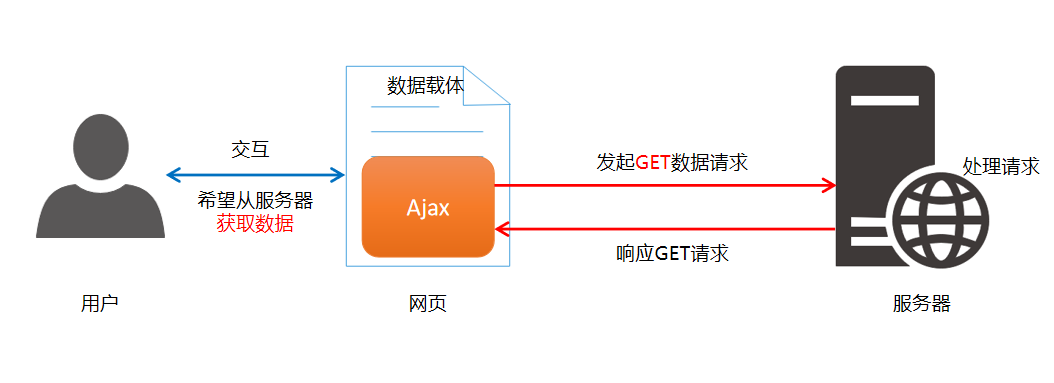 数据载体
交互
希望从服务器
获取数据
Ajax
发起GET数据请求
响应GET请求
处理请求
用户
网页
服务器